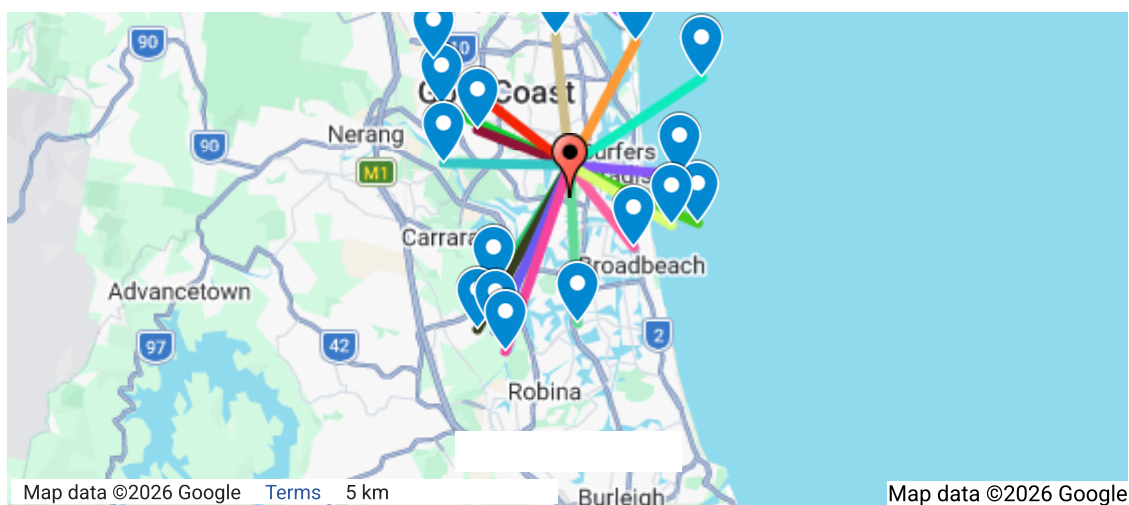 90
10
Coast
Nerang
90
Surfers
M1
Carrara
Broadbeach
Advancetown
2
97
42
Robina
Map data ©2026 Google Terms 5 km
Burleigh
Map data ©2026 Google